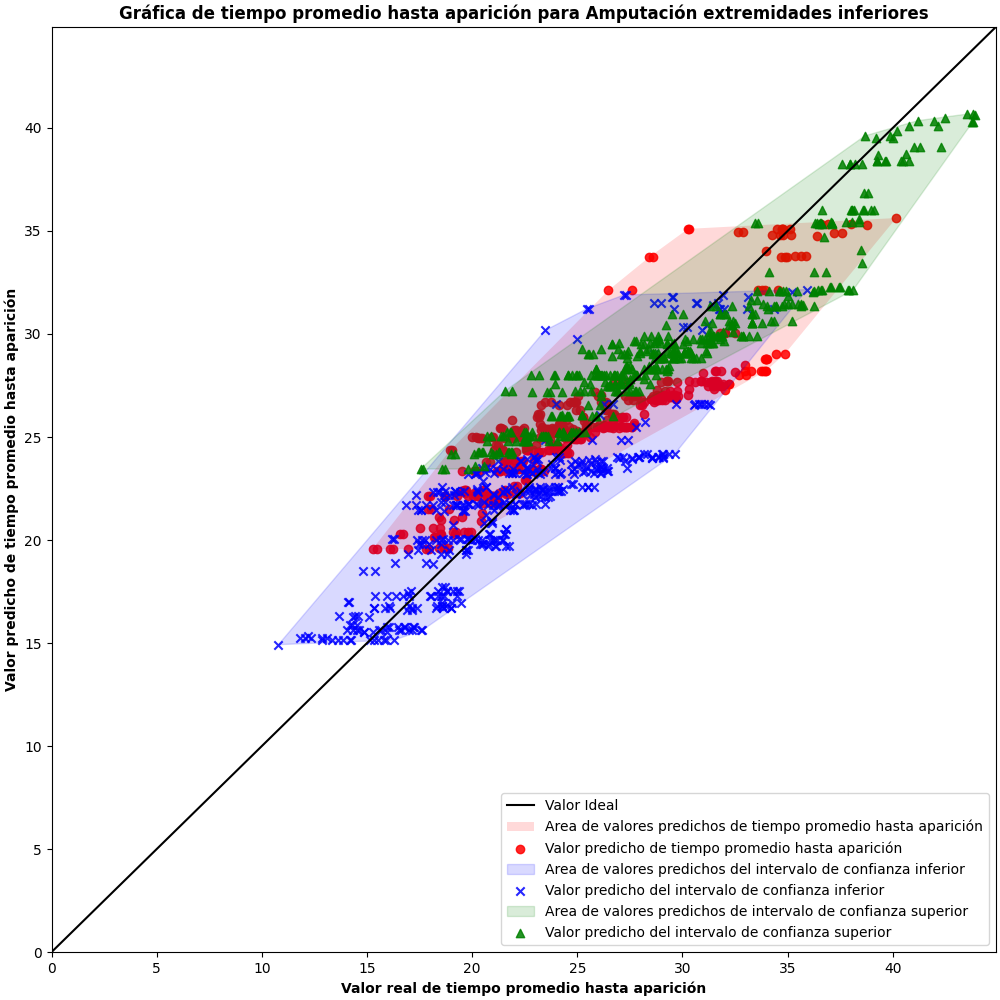 Gráfica de tiempo promedio hasta aparición para Amputación extremidades inferiores
Valor predicho de tiempo promedio hasta aparición
40
35
30
25
20
15
10
5
0
0 5 10 15 20 25 30 35 40
Valor real de tiempo promedio hasta aparición
Valor Ideal
Area de valores predichos de tiempo promedio hasta aparición
Valor predicho de tiempo promedio hasta aparición
Area de valores predichos del intervalo de confianza inferior
Valor predicho del intervalo de confianza inferior
Area de valores predichos de intervalo de confianza superior
Valor predicho del intervalo de confianza superior